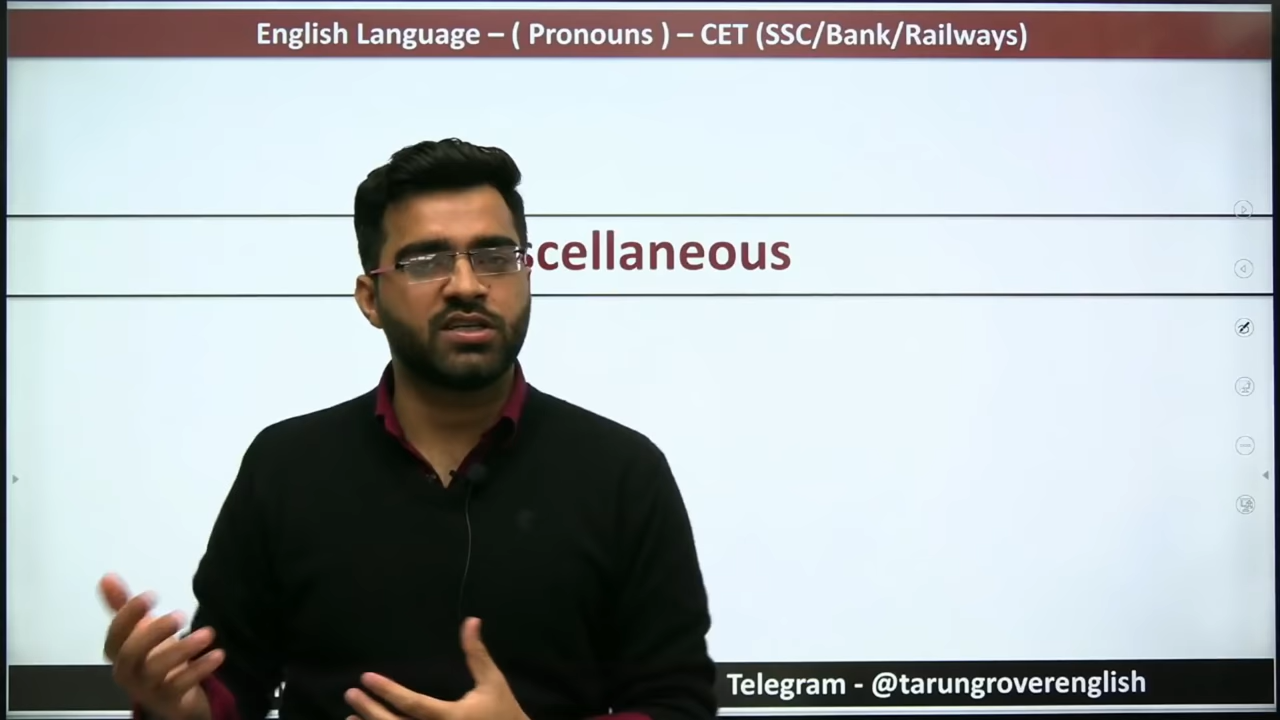 English Language – ( Pronouns ) – CET (SSC/Bank/Railways)
scellaneous
Telegram - @tarungroverenglish